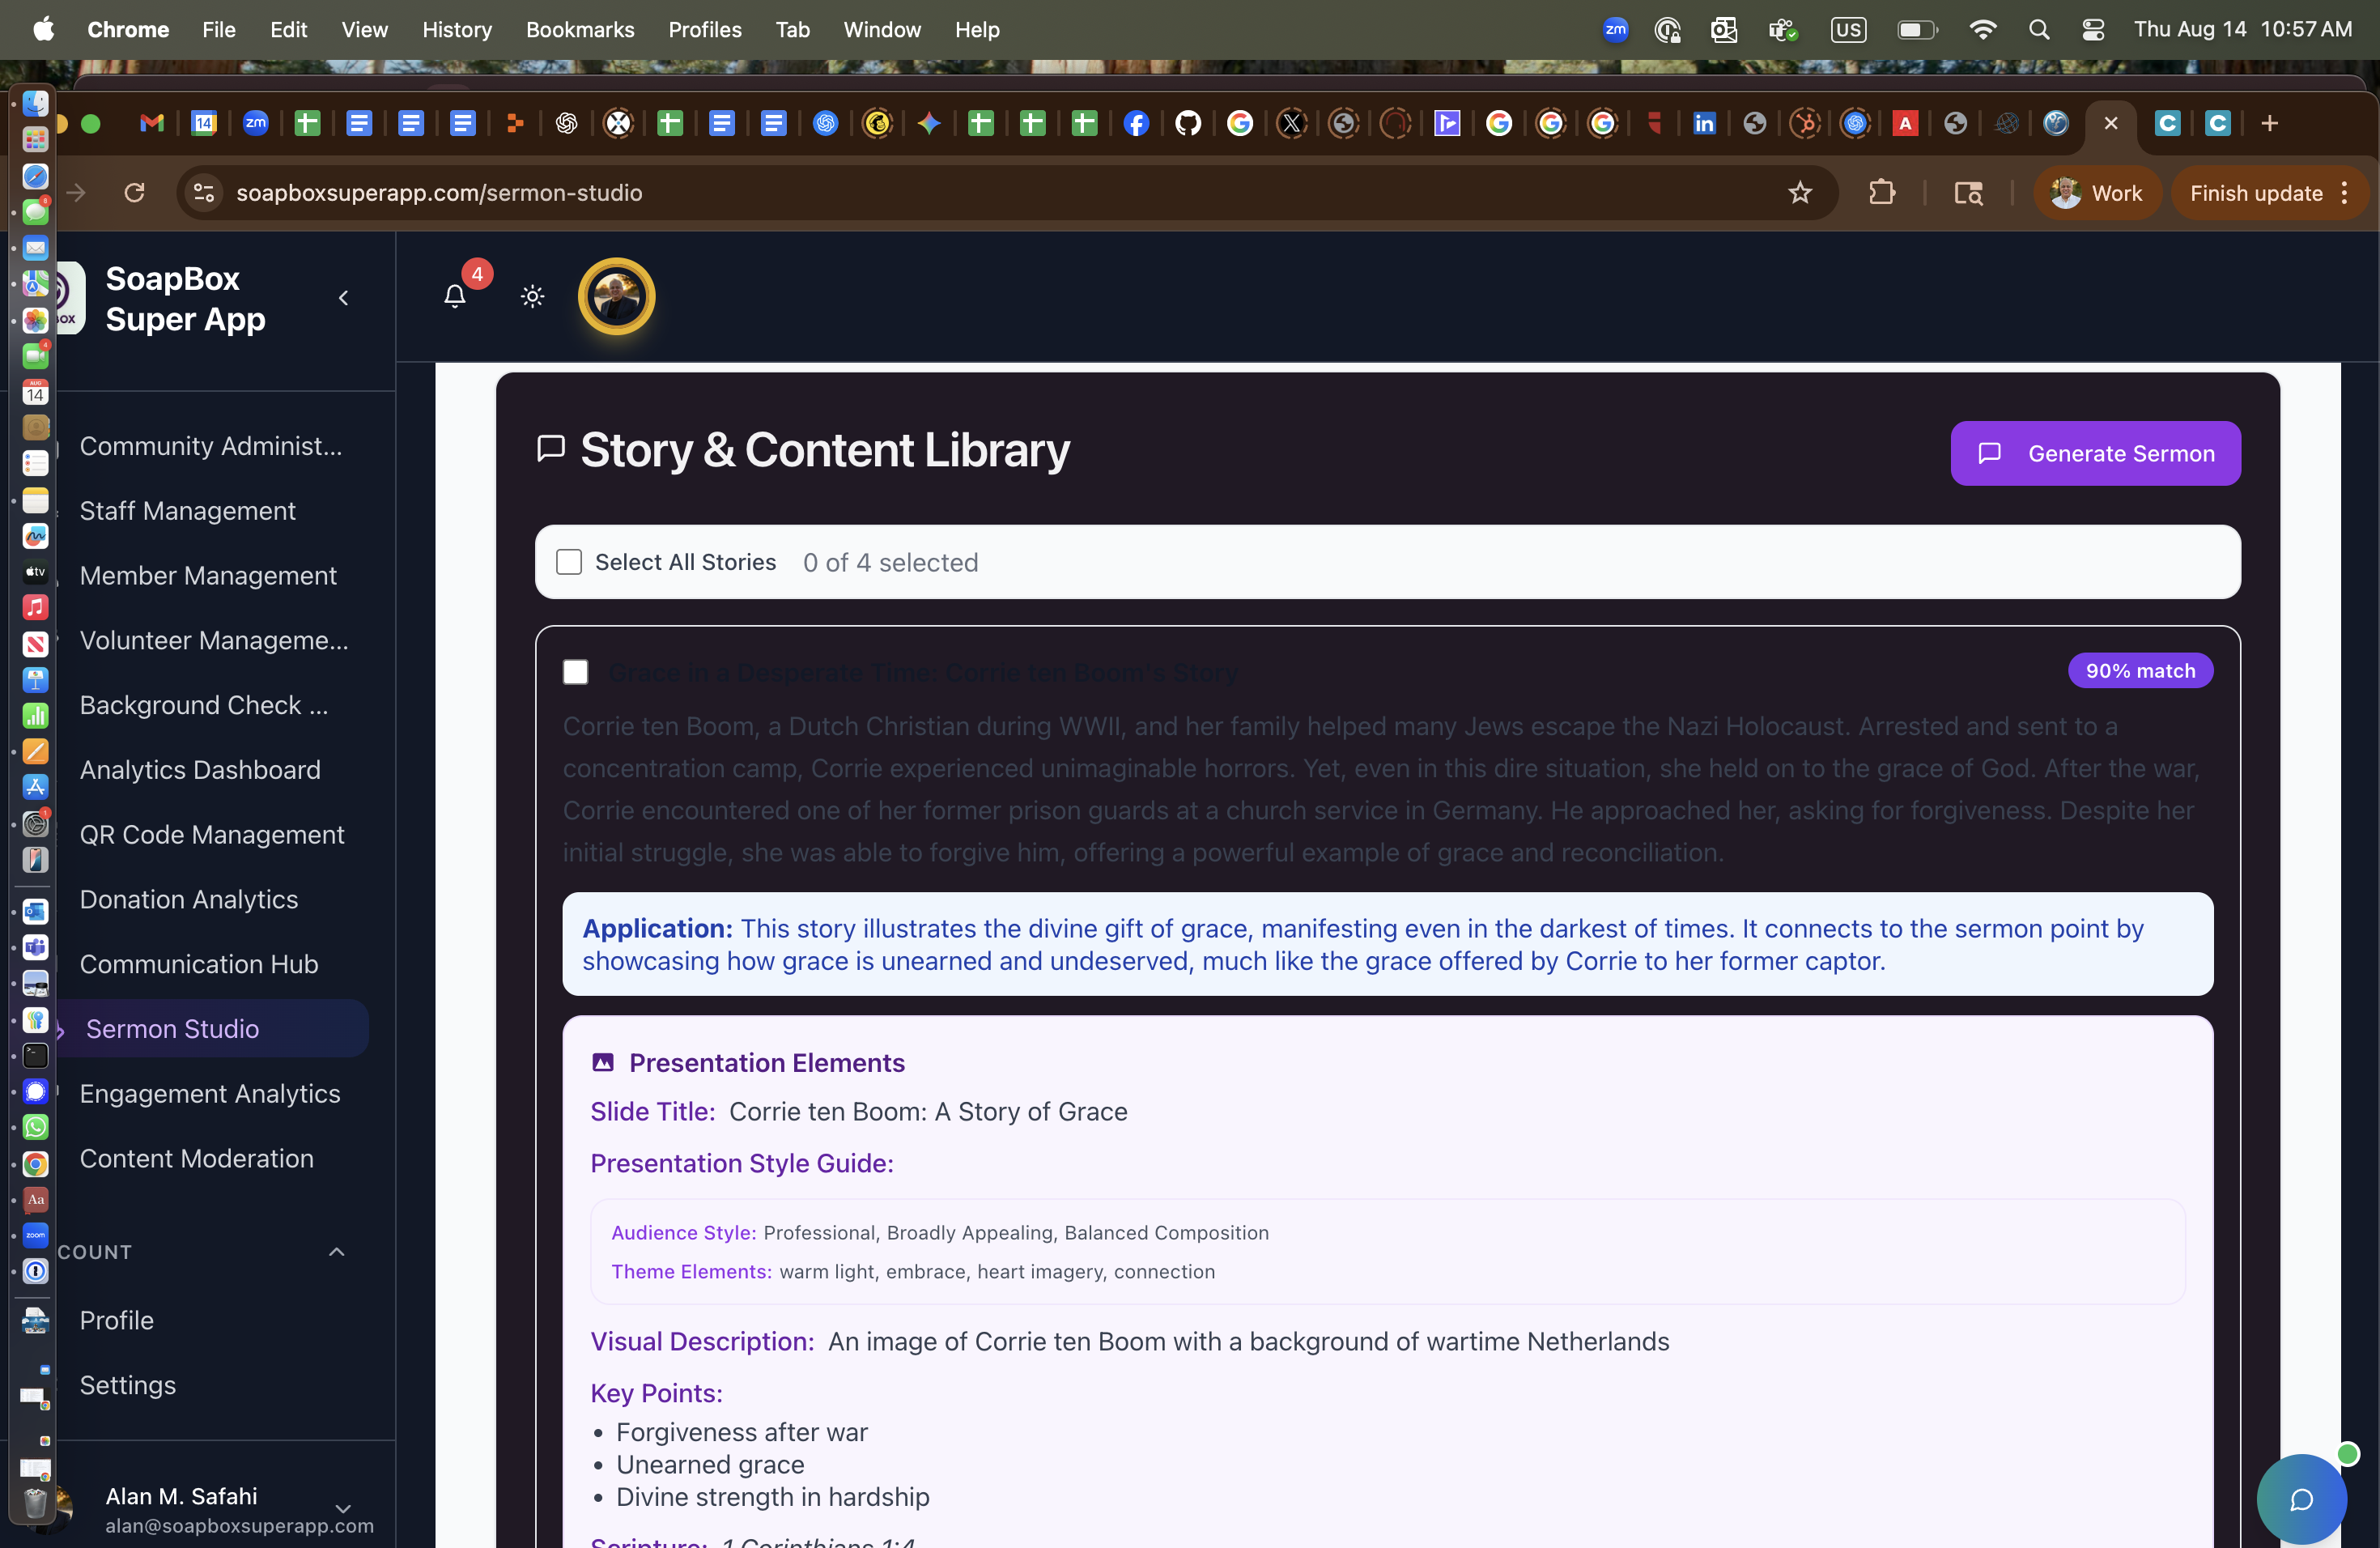 Chrome File Edit View History Bookmarks Profiles Tab Window Help
zm
US
Thu Aug 14 10:57 AM
soapboxsuperapp.com/sermon-studio
Work
Finish update
SoapBox
Super App
4
Community Administ...
Staff Management
Member Management
Volunteer Manageme...
Background Check ...
Analytics Dashboard
QR Code Management
Donation Analytics
Communication Hub
Sermon Studio
Engagement Analytics
Content Moderation
COUNT
Profile
Settings
Alan M. Safahi
alan@soapboxsuperapp.com
Story & Content Library
Generate Sermon
Select All Stories 0 of 4 selected
Grace in a Desperate Time: Corrie ten Boom's Story
90% match
Corrie ten Boom, a Dutch Christian during WWII, and her family helped many Jews escape the Nazi Holocaust. Arrested and sent to a
concentration camp, Corrie experienced unimaginable horrors. Yet, even in this dire situation, she held on to the grace of God. After the war,
Corrie encountered one of her former prison guards at a church service in Germany. He approached her, asking for forgiveness. Despite her
initial struggle, she was able to forgive him, offering a powerful example of grace and reconciliation.
Application: This story illustrates the divine gift of grace, manifesting even in the darkest of times. It connects to the sermon point by
showcasing how grace is unearned and undeserved, much like the grace offered by Corrie to her former captor.
Presentation Elements
Slide Title: Corrie ten Boom: A Story of Grace
Presentation Style Guide:
Audience Style: Professional, Broadly Appealing, Balanced Composition
Theme Elements: warm light, embrace, heart imagery, connection
Visual Description: An image of Corrie ten Boom with a background of wartime Netherlands
Key Points:
• Forgiveness after war
• Unearned grace
• Divine strength in hardship
Scripture: 1 Corinthians 1:4